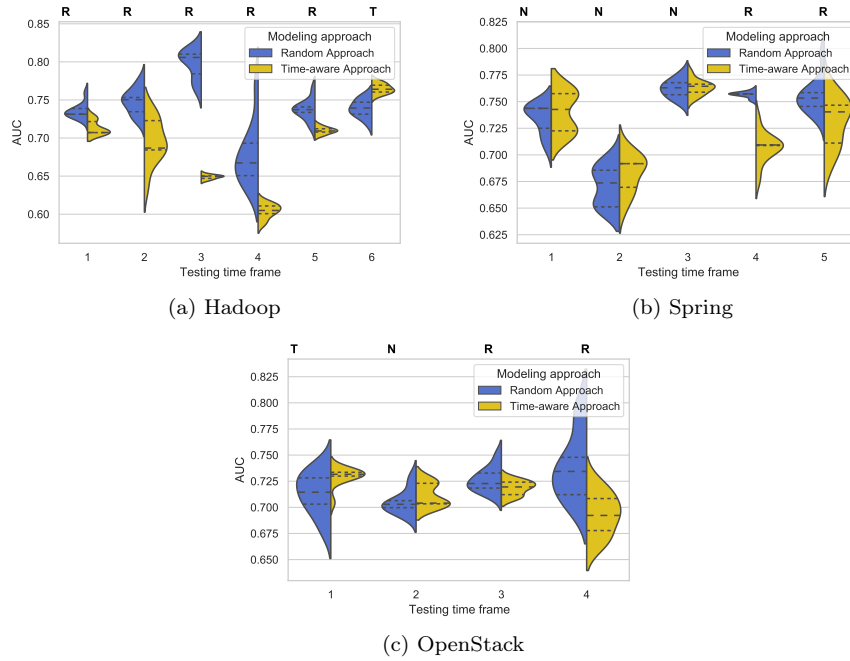 R R R R R T
0.85
0.80
0.75
0.70
0.65
0.60
AUC
Modeling approach
Random Approach
Time-aware Approach
1 2 3 4 5 6
Testing time frame
(a) Hadoop
N N N R R
0.825
0.800
0.775
0.750
0.725
0.700
0.675
0.650
0.625
AUC
Modeling approach
Random Approach
Time-aware Approach
1 2 3 4 5
Testing time frame
(b) Spring
T N R R
0.825
0.800
0.775
0.750
0.725
0.700
0.675
0.650
AUC
Modeling approach
Random Approach
Time-aware Approach
1 2 3 4
Testing time frame
(c) OpenStack